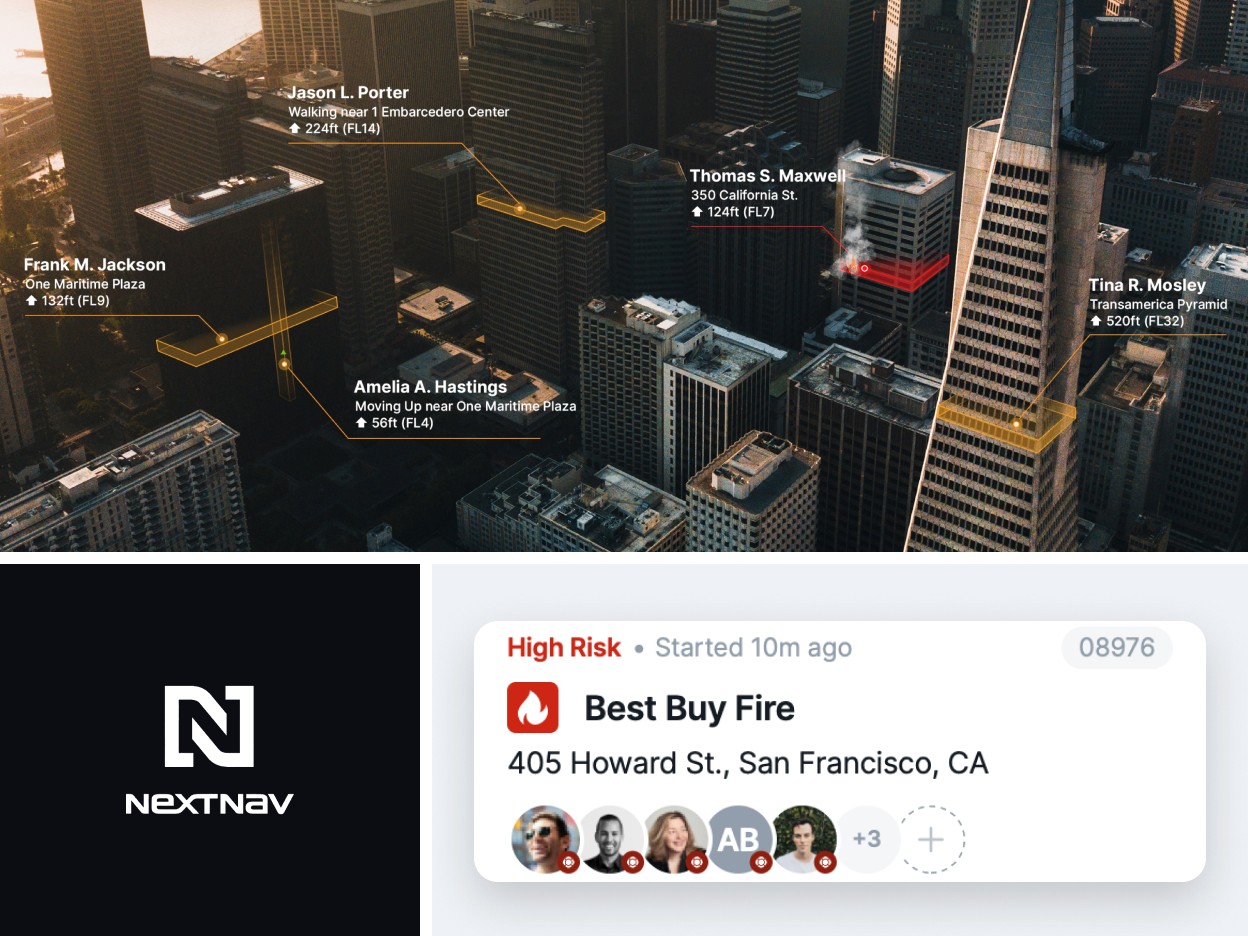 Jason L. Porter
Walking near 1 Embarcedero Center
224ft (FL14)
Thomas S. Maxwell
350 California St.
124ft (FL7)
Frank M. Jackson
One Maritime Plaza
132ft (FL9)
Tina R. Mosley
Transamerica Pyramid
520ft (FL32)
Amelia A. Hastings
Moving Up near One Maritime Plaza
56ft (FL4)
N
NEXTNAV
High Risk • Started 10m ago
08976
Best Buy Fire
405 Howard St., San Francisco, CA
AB
+3